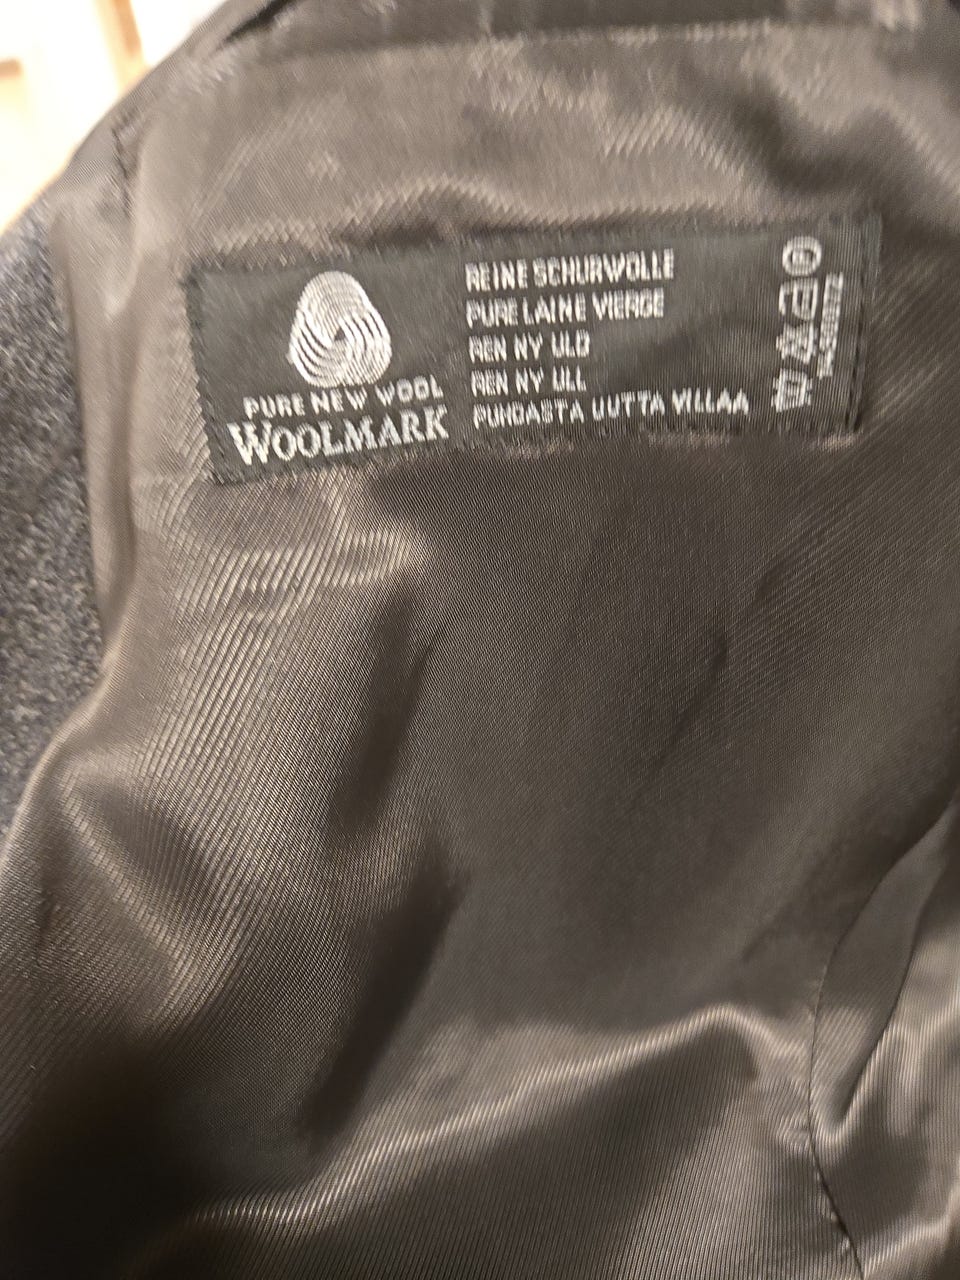 PURE NEW WOOL
WOOLMARK
REINE SCHURWOLLE
PURE LAINE VIERGE
REN NY ULD
REN NY ULL
PUHDASTA UUTTA VILLAA
P